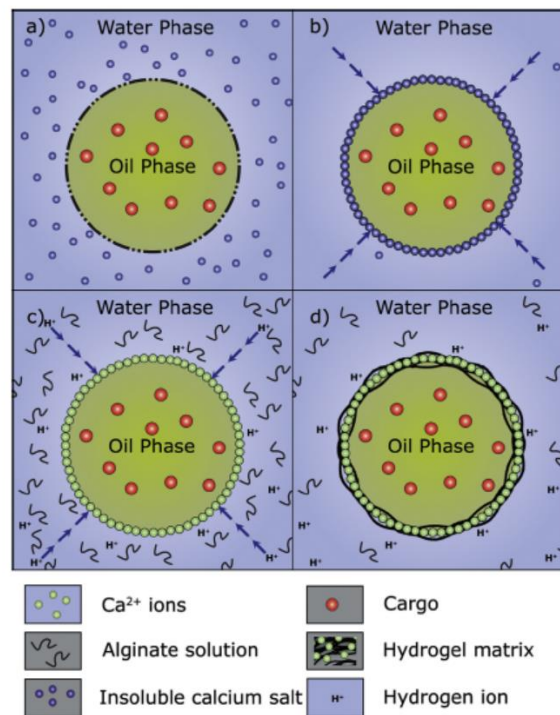 a) Water Phase
Oil Phase
b) Water Phase
Oil Phase
c) Water Phase
H⁺
H⁺
H⁺
H⁺
H⁺
Oil Phase
H⁺
H⁺
H⁺
H⁺
H⁺
H⁺
H⁺
H⁺
d) Water Phase
H⁺
H⁺
H⁺
Oil Phase
H⁺
H⁺
H⁺
H⁺
H⁺
Ca²⁺ ions
Cargo
Alginate solution
Hydrogel matrix
Insoluble calcium salt
H⁺
Hydrogen ion